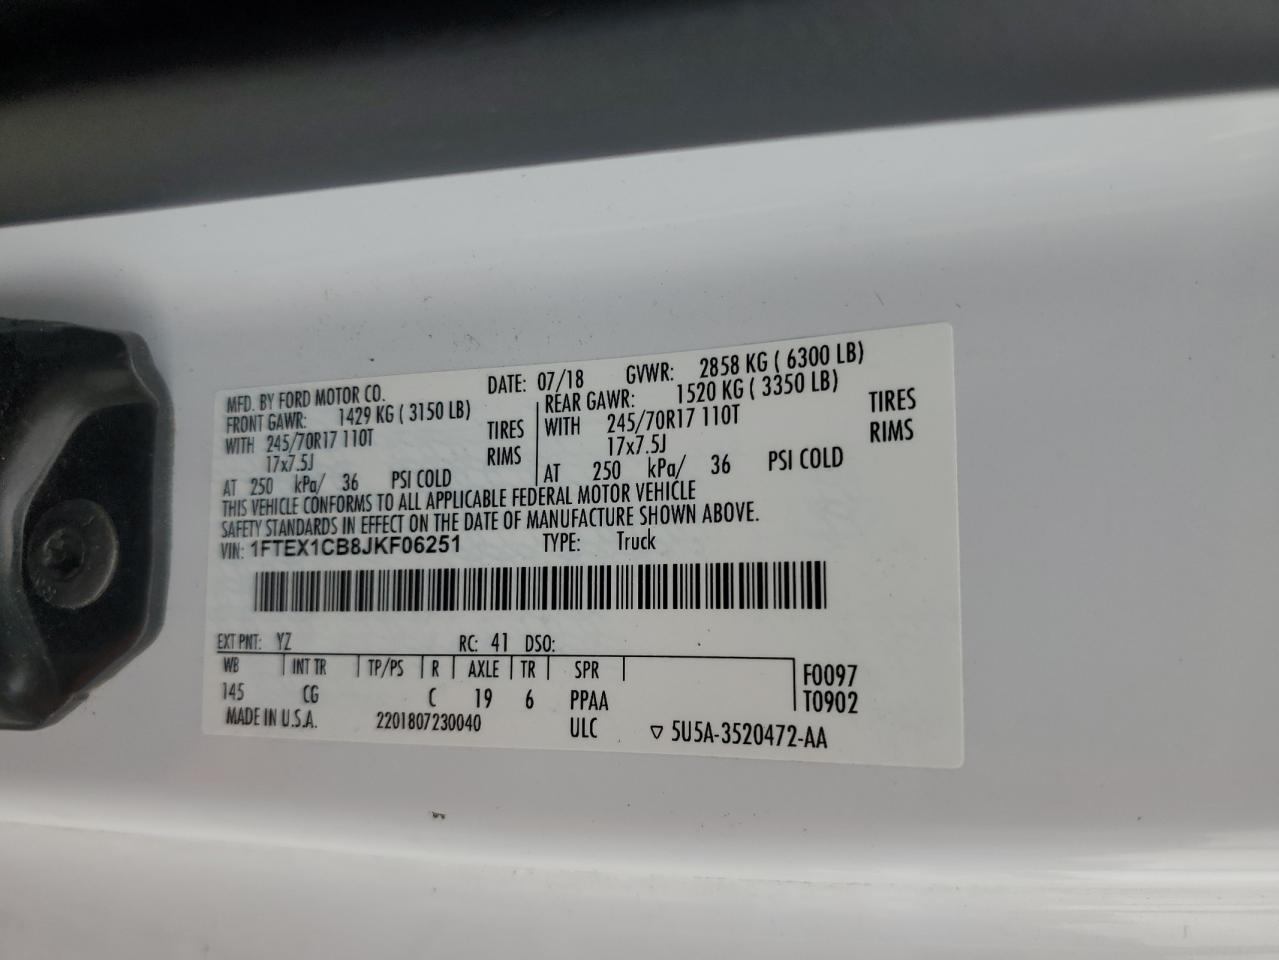 MFD. BY FORD MOTOR CO. DATE: 07/18 GVWR: 2858 KG ( 6300 LB)
FRONT GAWR: 1429 KG ( 3150 LB) REAR GAWR: 1520 KG ( 3350 LB)
WITH 245/70R17 110T TIRES WITH 245/70R17 110T TIRES
17x7.5J RIMS 17x7.5J RIMS
AT 250 kPa/ 36 PSI COLD AT 250 kPa/ 36 PSI COLD
THIS VEHICLE CONFORMS TO ALL APPLICABLE FEDERAL MOTOR VEHICLE
SAFETY STANDARDS IN EFFECT ON THE DATE OF MANUFACTURE SHOWN ABOVE.
VIN: 1FTEX1CB8JKF06251 TYPE: Truck
EXT PNT: YZ RC: 41 DSO:
WB INT TR TP/PS R AXLE TR SPR F0097
145 CG C 19 6 PPAA T0902
MADE IN U.S.A. 2201807230040 ULC ▽ 5U5A-3520472-AA